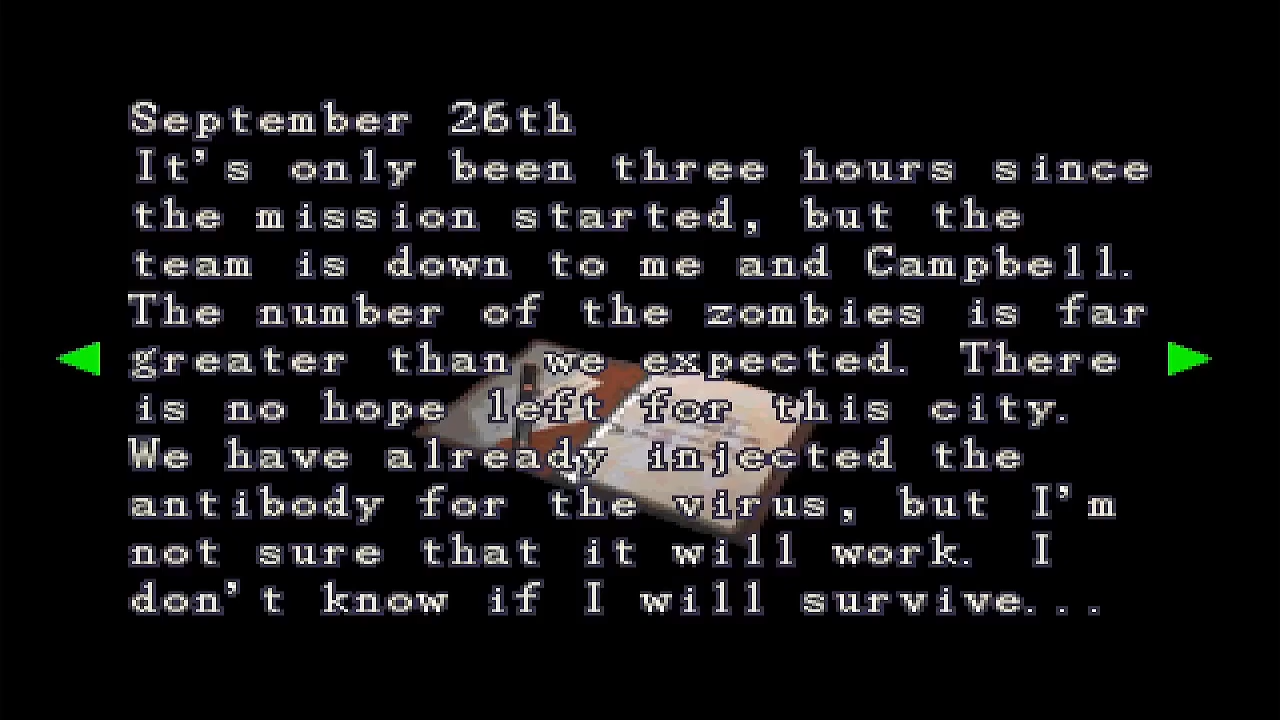 September 26th
It's only been three hours since
the mission started, but the
team is down to me and Campbell.
The number of the zombies is far
greater than we expected. There
is no hope left for this city.
We have already injected the
antibody for the virus, but I'm
not sure that it will work. I
don't know if I will survive...